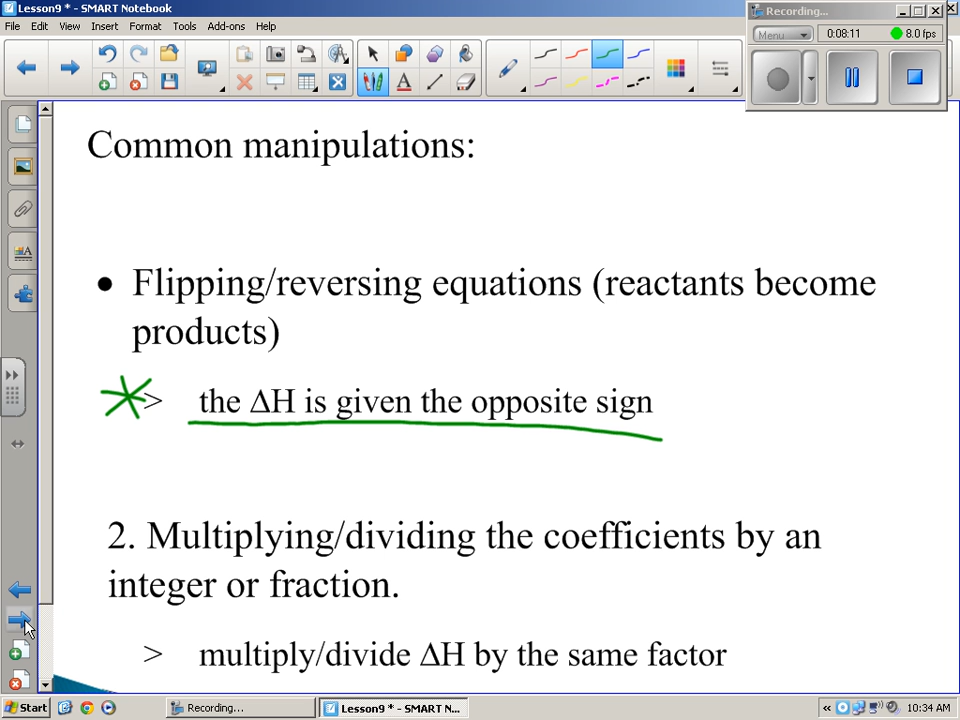 Lesson9 * - SMART Notebook
File Edit View Insert Format Tools Add-ons Help
Recording...
Menu 0:08:11 8.0 fps
Common manipulations:
• Flipping/reversing equations (reactants become
products)
> the ΔH is given the opposite sign
2. Multiplying/dividing the coefficients by an
integer or fraction.
> multiply/divide ΔH by the same factor
Start Recording... Lesson9 * - SMART N... « 10:34 AM